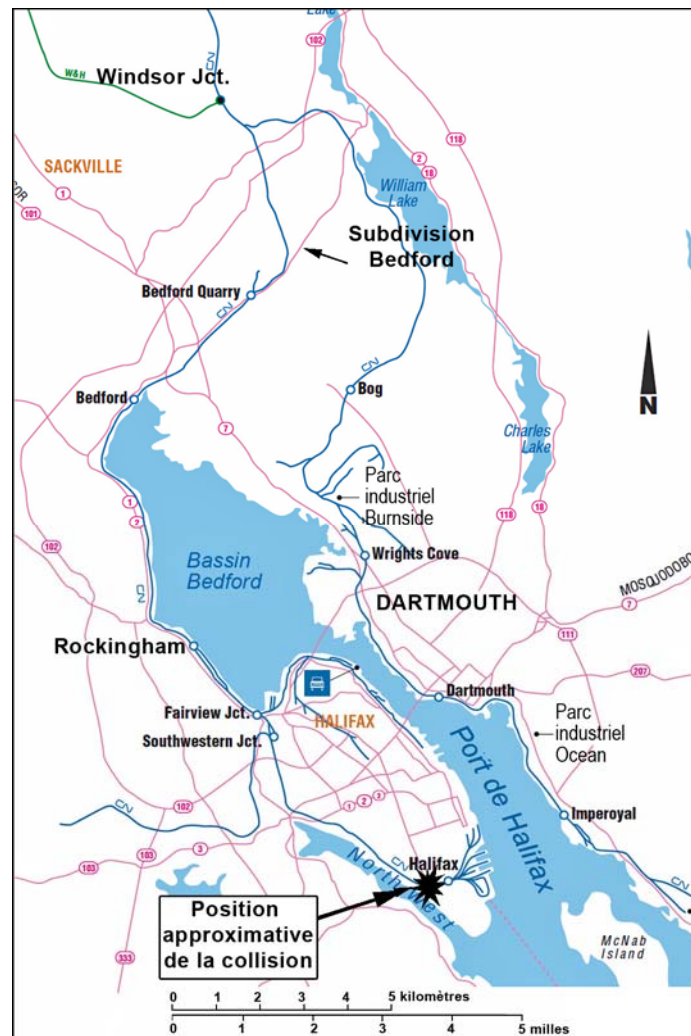 Lake
102
W&H
Windsor Jct.
CN
118
SACKVILLE
2
18
1
William
Lake
101
Subdivision
Bedford
CN
Bedford Quarry
CN
CN
Bog
N
Bedford
7
Charles
Lake
Parc
industriel
Burnside
118
18
1
2
102
Wrights Cove
Bassin
Bedford
CN
DARTMOUTH
7
111
Rockingham
207
Dartmouth
Fairview Jct.
HALIFAX
Southwestern Jct.
Parc
industriel
Ocean
Port de Halifax
102
1
2
3
CN
Imperoyal
103
3
103
CN
Halifax
North West
CN
Position
approximative
de la collision
333
McNab
Island
0 1 2 3 4 5 kilomètres
0 1 2 3 4 5 milles